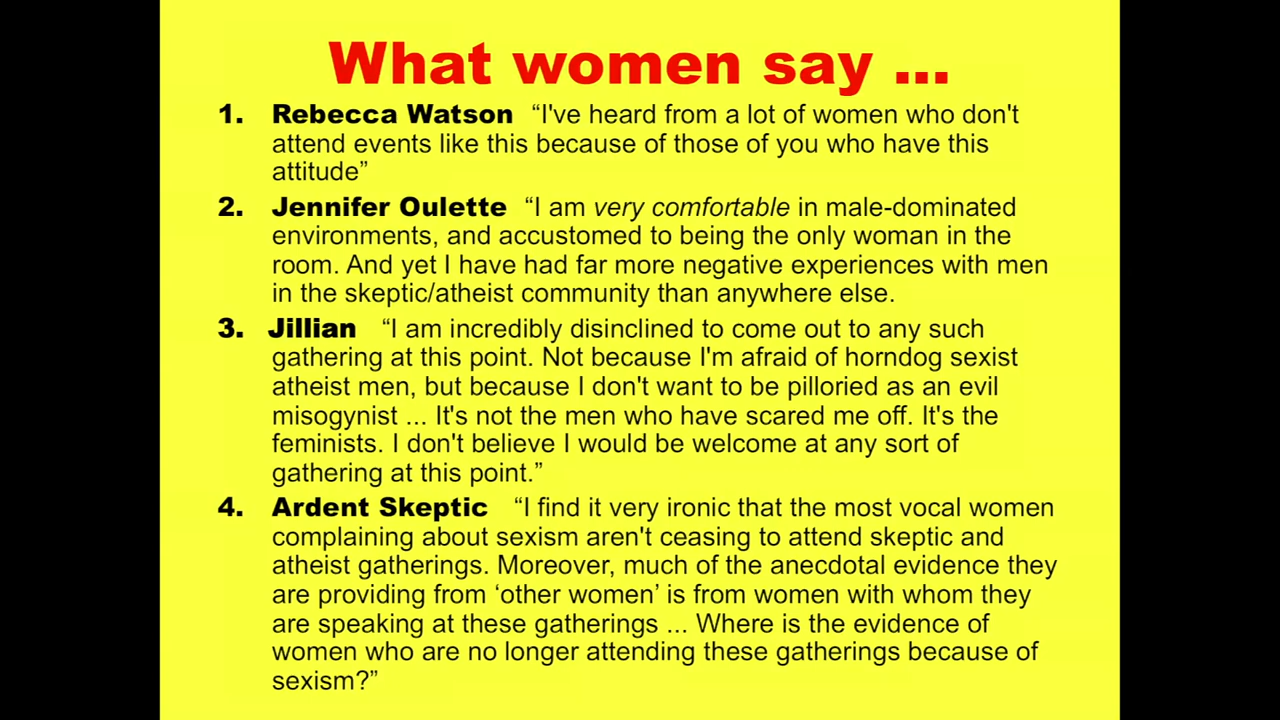 What women say ...
1. Rebecca Watson “I've heard from a lot of women who don't
attend events like this because of those of you who have this
attitude”
2. Jennifer Oulette “I am very comfortable in male-dominated
environments, and accustomed to being the only woman in the
room. And yet I have had far more negative experiences with men
in the skeptic/atheist community than anywhere else.
3. Jillian “I am incredibly disinclined to come out to any such
gathering at this point. Not because I'm afraid of horndog sexist
atheist men, but because I don't want to be pilloried as an evil
misogynist ... It's not the men who have scared me off. It's the
feminists. I don't believe I would be welcome at any sort of
gathering at this point.”
4. Ardent Skeptic “I find it very ironic that the most vocal women
complaining about sexism aren't ceasing to attend skeptic and
atheist gatherings. Moreover, much of the anecdotal evidence they
are providing from ‘other women’ is from women with whom they
are speaking at these gatherings ... Where is the evidence of
women who are no longer attending these gatherings because of
sexism?”